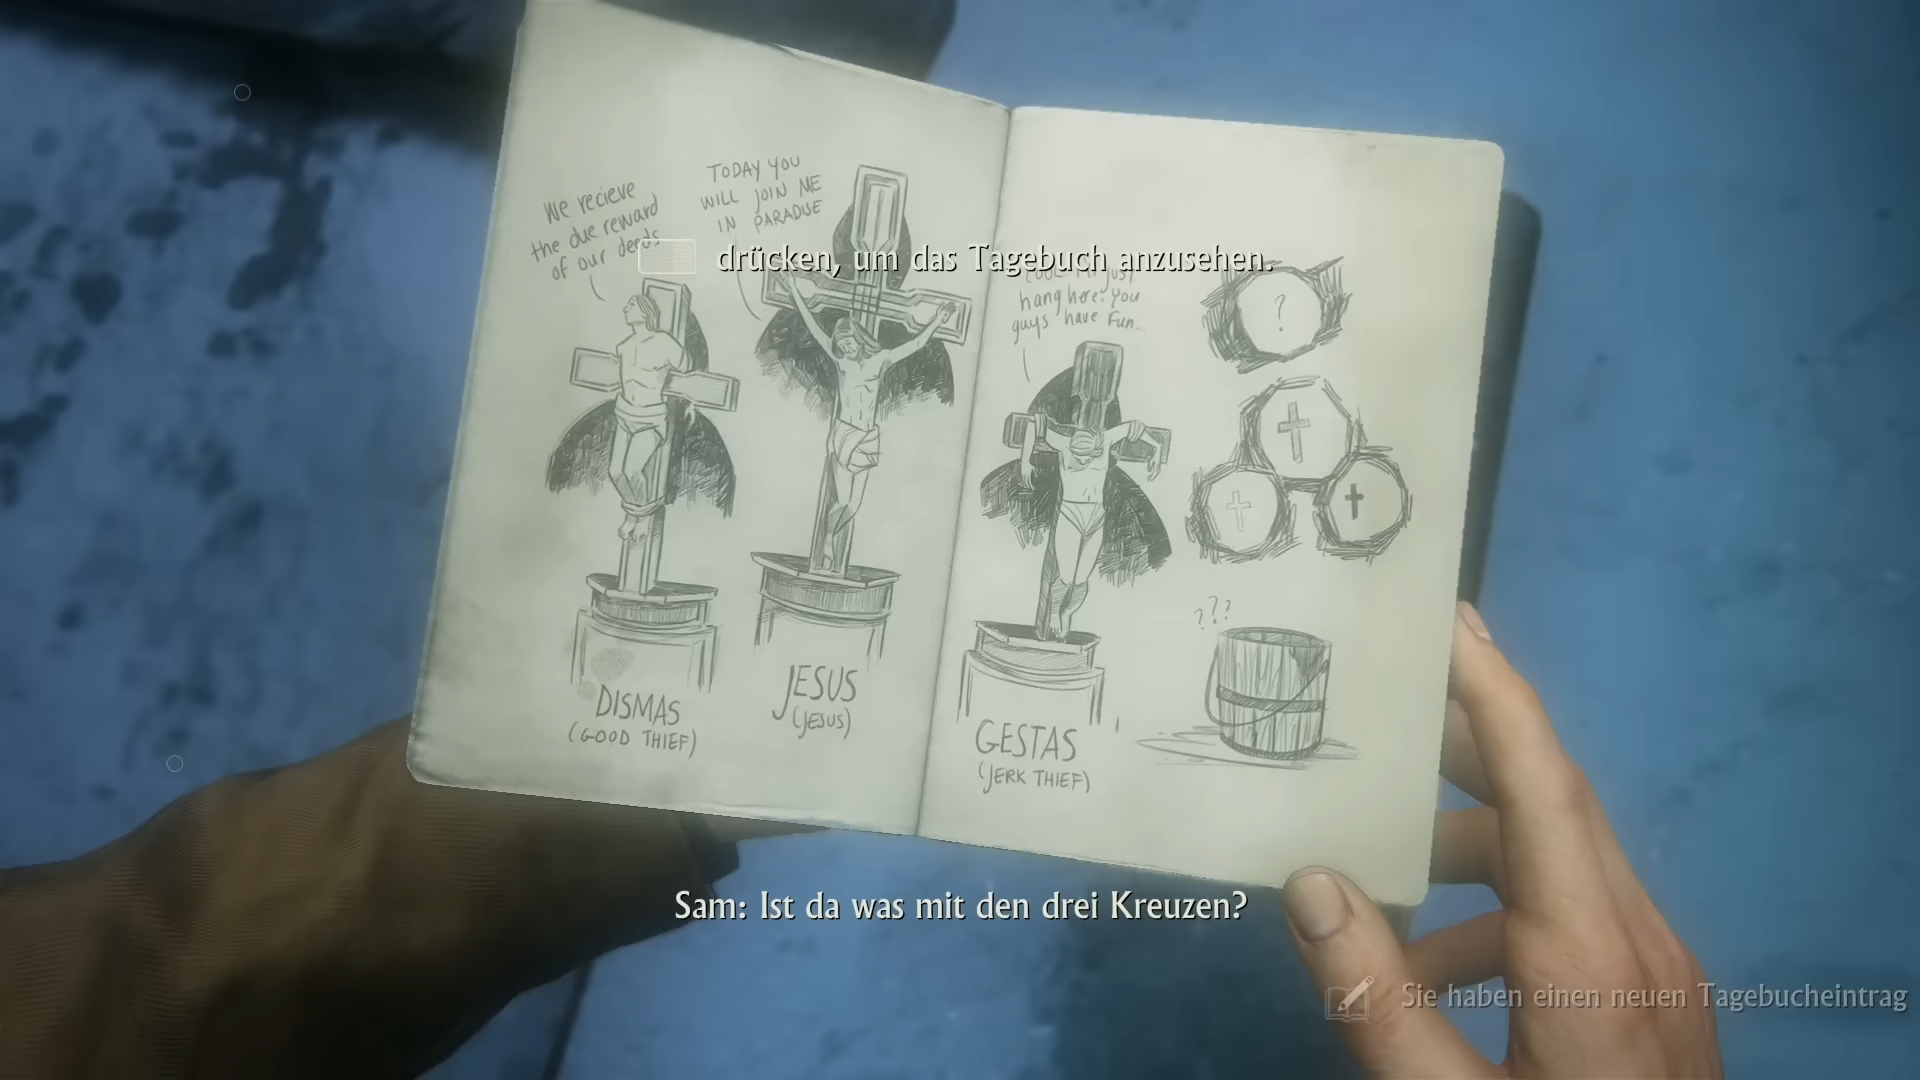 We recieve
the due reward
of our deeds
TODAY YOU
WILL JOIN ME
IN PARADISE
drücken, um das Tagebuch anzusehen.
hang here. You
guys have fun...
?
???
DISMAS
(GOOD THIEF)
JESUS
(JESUS)
GESTAS
(JERK THIEF)
Sam: Ist da was mit den drei Kreuzen?
Sie haben einen neuen Tagebucheintrag